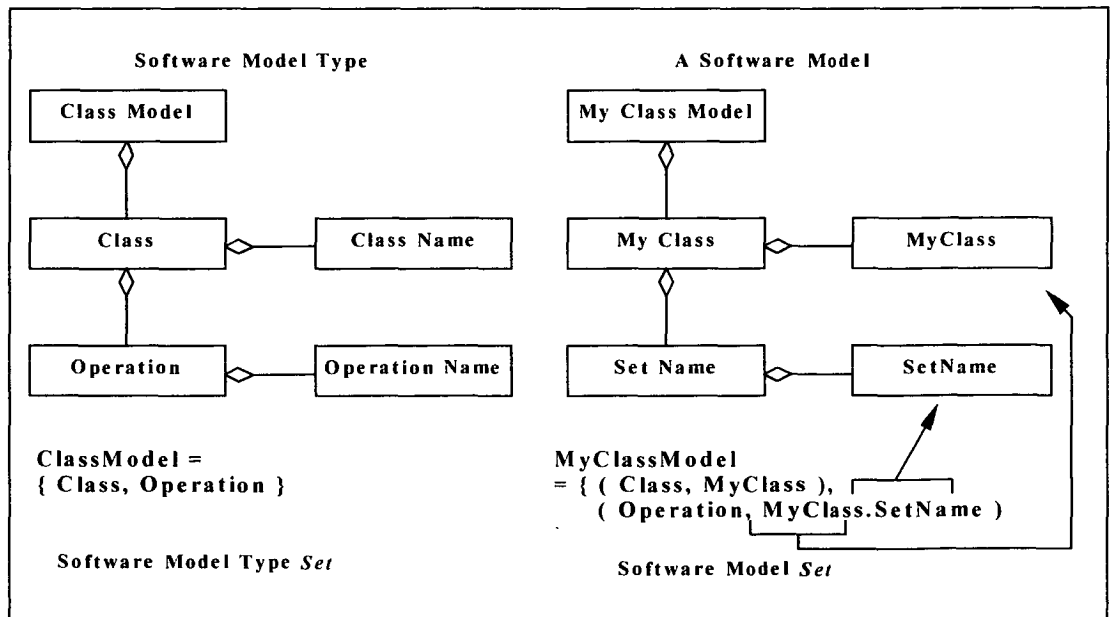 Software Model Type
Class Model
Class
Class Name
Operation
Operation Name
ClassModel =
{ Class, Operation }
Software Model Type Set
A Software Model
My Class Model
My Class
MyClass
Set Name
SetName
MyClassModel
= { ( Class, MyClass ),
( Operation, MyClass.SetName )
Software Model Set